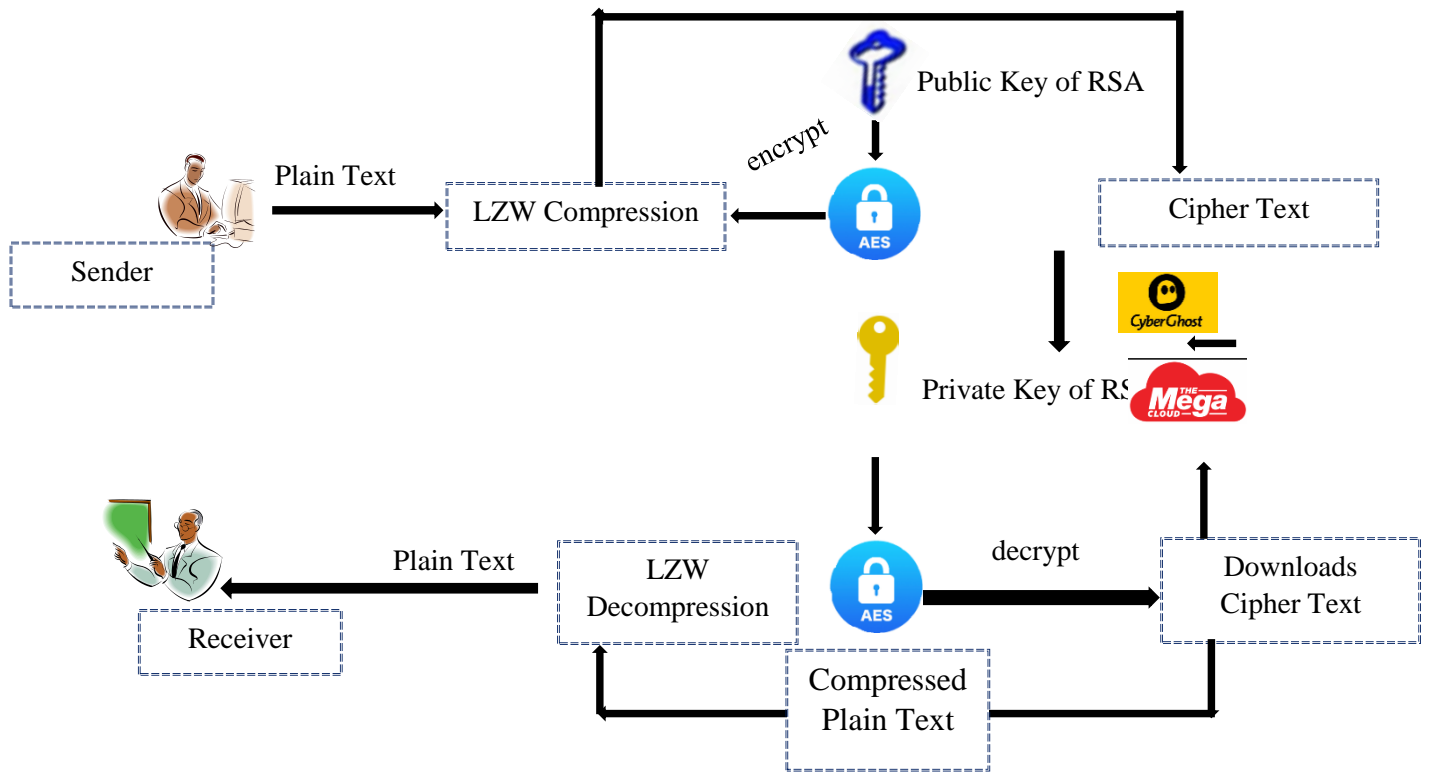 Public Key of RSA
encrypt
Plain Text
LZW Compression
AES
Cipher Text
Sender
CyberGhost
Private Key of RS
THE
Mega
CLOUD
Plain Text
LZW
Decompression
AES
decrypt
Downloads
Cipher Text
Receiver
Compressed
Plain Text